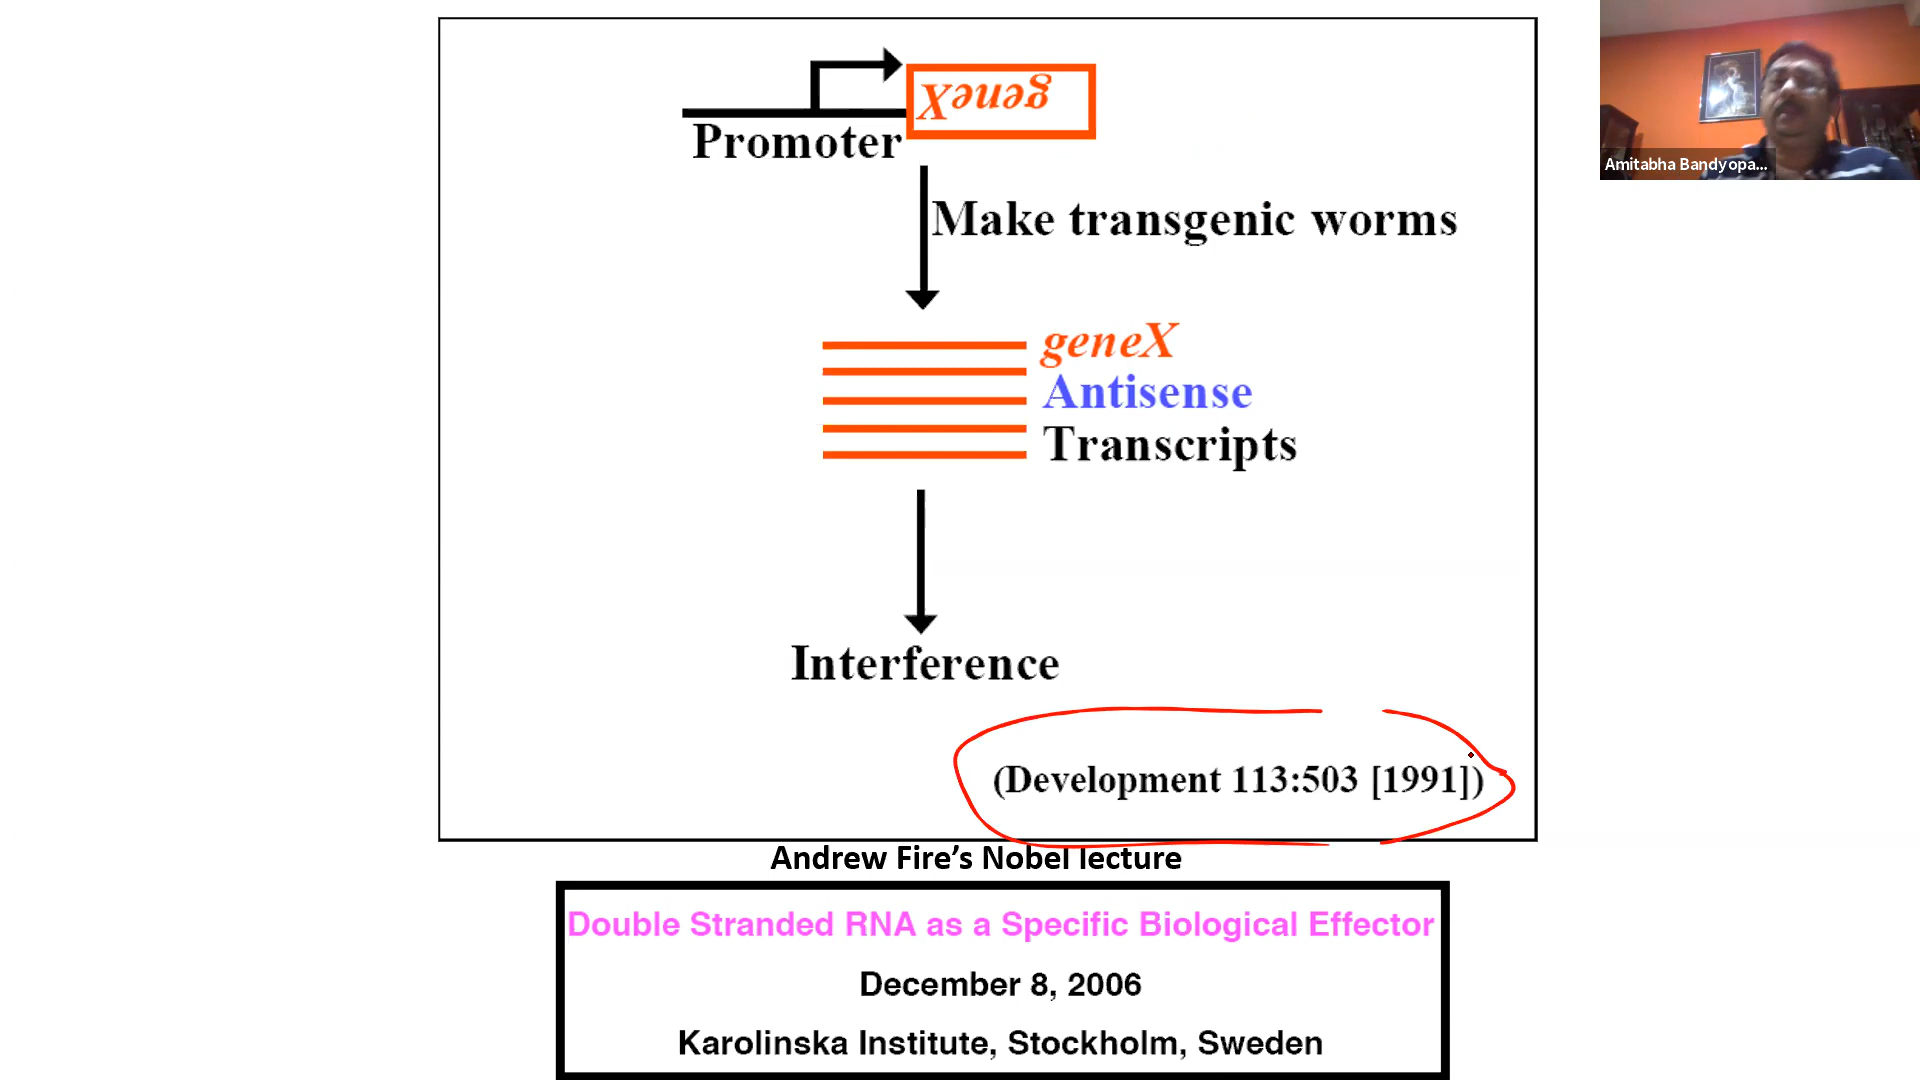 geneX
Promoter
Make transgenic worms
geneX
Antisense
Transcripts
Interference
(Development 113:503 [1991])
Andrew Fire’s Nobel lecture
Double Stranded RNA as a Specific Biological Effector
December 8, 2006
Karolinska Institute, Stockholm, Sweden
Amitabha Bandyopa...